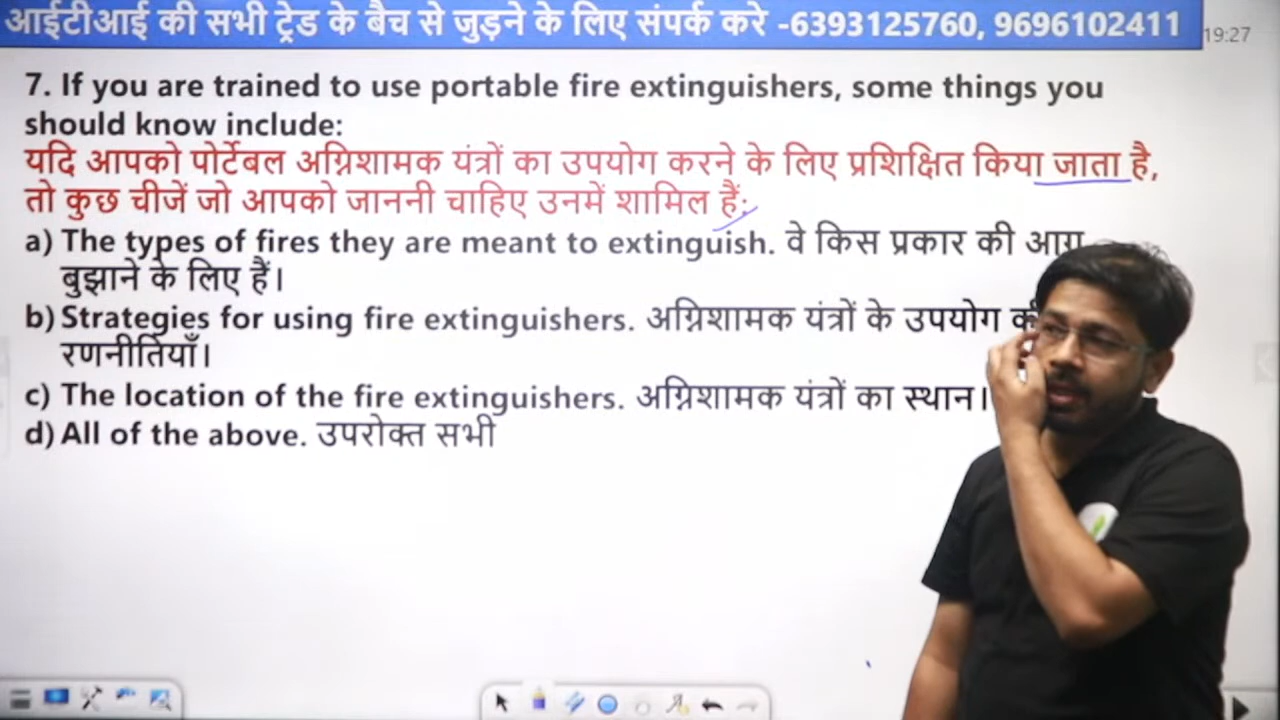 आईटीआई की सभी ट्रेड के बैच से जुड़ने के लिए संपर्क करे -6393125760, 9696102411
19:27
7. If you are trained to use portable fire extinguishers, some things you
should know include:
यदि आपको पोर्टेबल अग्निशामक यंत्रों का उपयोग करने के लिए प्रशिक्षित किया जाता है,
तो कुछ चीजें जो आपको जाननी चाहिए उनमें शामिल हैं:
a) The types of fires they are meant to extinguish. वे किस प्रकार की आग
बुझाने के लिए हैं।
b) Strategies for using fire extinguishers. अग्निशामक यंत्रों के उपयोग की
रणनीतियाँ।
c) The location of the fire extinguishers. अग्निशामक यंत्रों का स्थान।
d) All of the above. उपरोक्त सभी